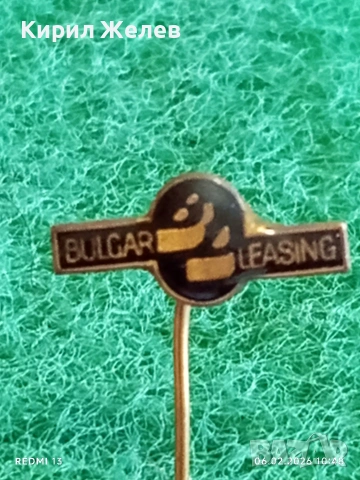 Кирил Желев
BULGAR LEASING
REDMI 13
06.02.2026 10:48